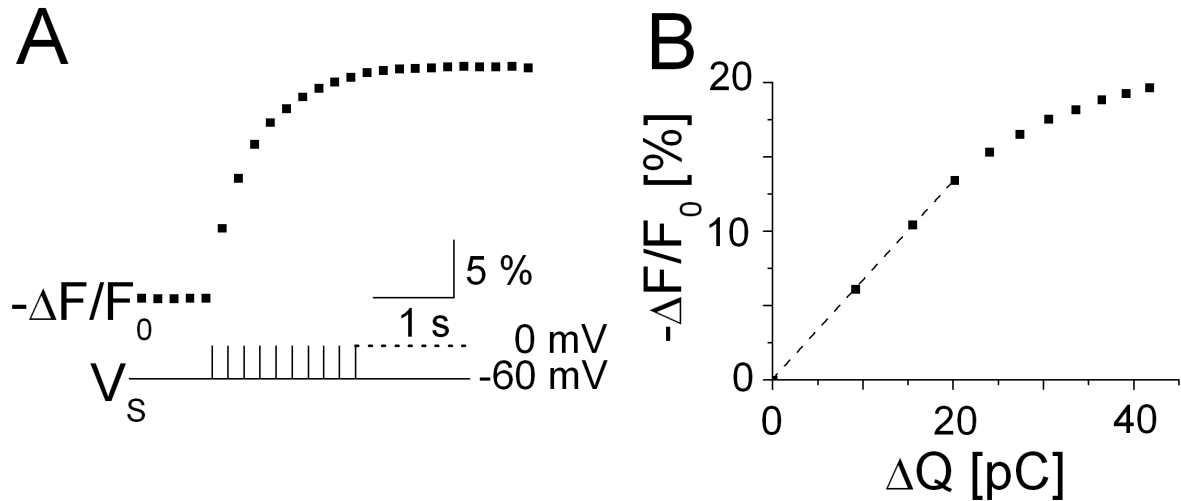 A
-ΔF/F0
5 %
1 s
0 mV
VS
-60 mV
B
-ΔF/F0 [%]
20
10
0
0
20
40
ΔQ [pC]